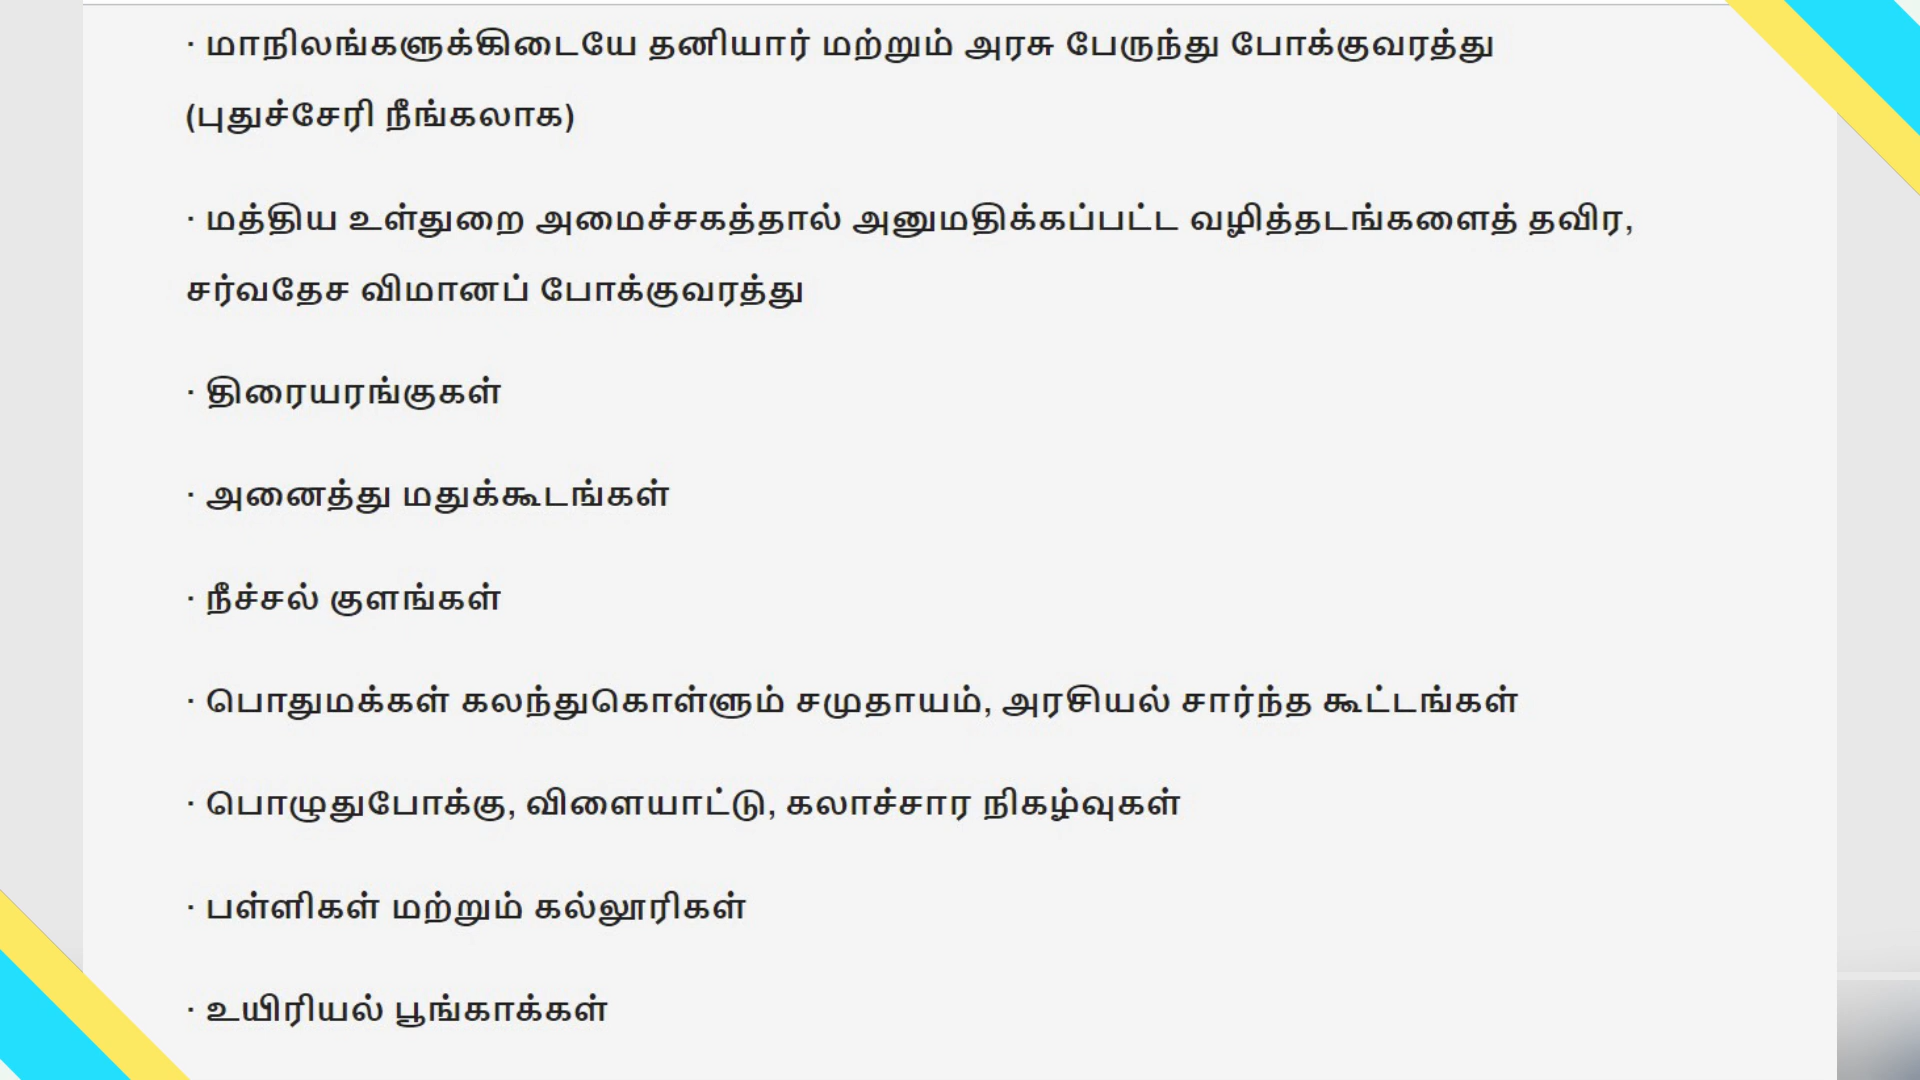 · மாநிலங்களுக்கிடையே தனியார் மற்றும் அரசு பேருந்து போக்குவரத்து
(புதுச்சேரி நீங்கலாக)
· மத்திய உள்துறை அமைச்சகத்தால் அனுமதிக்கப்பட்ட வழித்தடங்களைத் தவிர,
சர்வதேச விமானப் போக்குவரத்து
· திரையரங்குகள்
· அனைத்து மதுக்கூடங்கள்
· நீச்சல் குளங்கள்
· பொதுமக்கள் கலந்துகொள்ளும் சமுதாயம், அரசியல் சார்ந்த கூட்டங்கள்
· பொழுதுபோக்கு, விளையாட்டு, கலாச்சார நிகழ்வுகள்
· பள்ளிகள் மற்றும் கல்லூரிகள்
· உயிரியல் பூங்காக்கள்